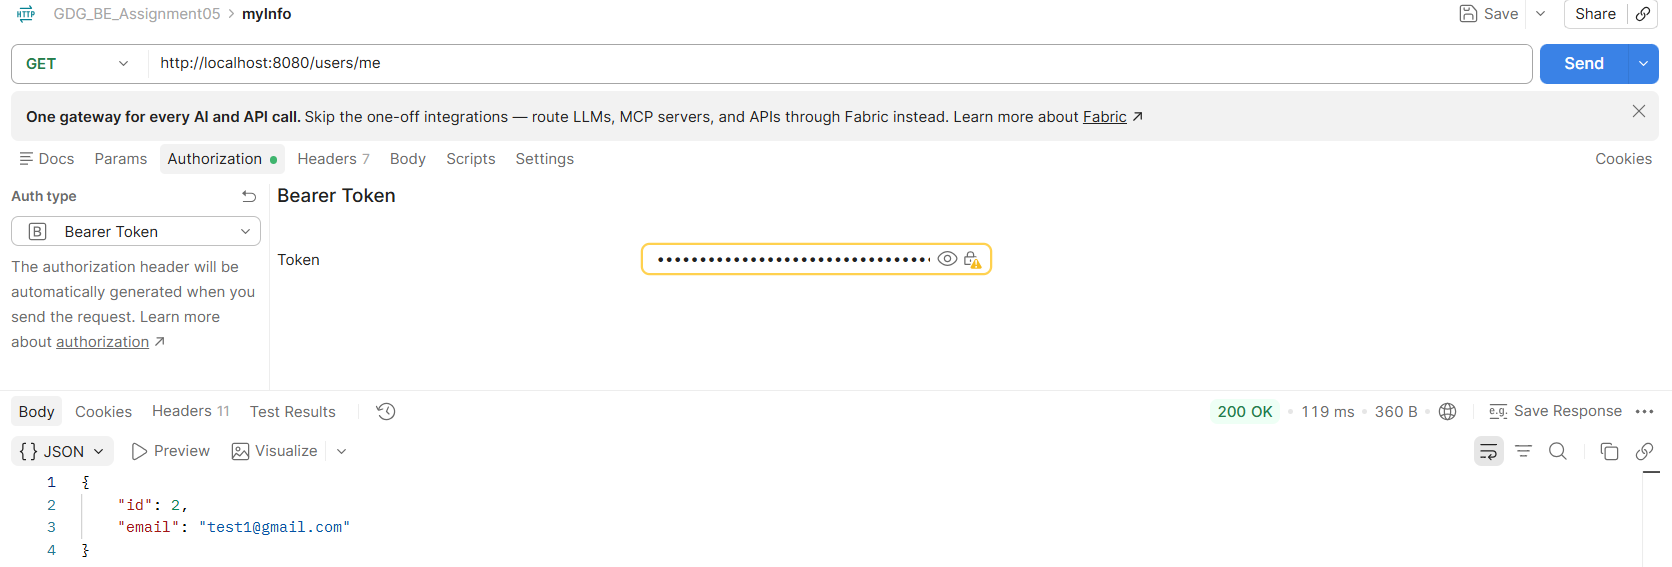 HTTP GDG_BE_Assignment05 > myInfo Save Share
GET http://localhost:8080/users/me Send
One gateway for every AI and API call. Skip the one-off integrations — route LLMs, MCP servers, and APIs through Fabric instead. Learn more about Fabric ↗
Docs Params Authorization Headers 7 Body Scripts Settings Cookies
Auth type
Bearer Token
B Bearer Token
Token ••••••••••••••••••••••••••••••••
The authorization header will be
automatically generated when you
send the request. Learn more
about authorization ↗
Body Cookies Headers 11 Test Results 200 OK • 119 ms • 360 B • e.g. Save Response
{} JSON Preview Visualize
1 {
2 "id": 2,
3 "email": "test1@gmail.com"
4 }